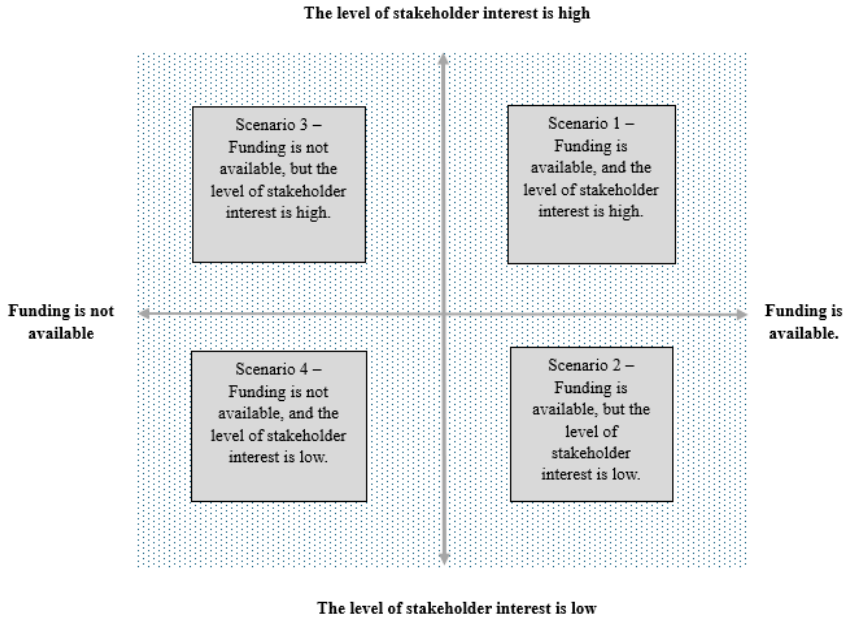 The level of stakeholder interest is high
Scenario 3 –
Funding is not
available, but the
level of stakeholder
interest is high.
Scenario 1 –
Funding is
available, and the
level of stakeholder
interest is high.
Funding is not
available
Funding is
available.
Scenario 4 –
Funding is not
available, and the
level of stakeholder
interest is low.
Scenario 2 –
Funding is
available, but the
level of
stakeholder
interest is low.
The level of stakeholder interest is low